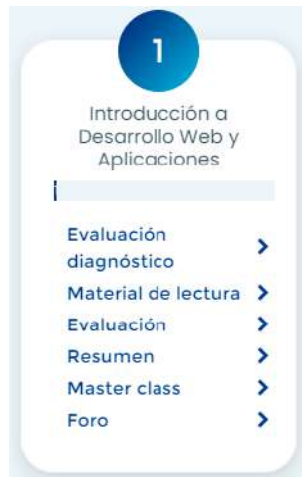 1
Introducción a
Desarrollo Web y
Aplicaciones
Evaluación
diagnóstico
Material de lectura
Evaluación
Resumen
Master class
Foro